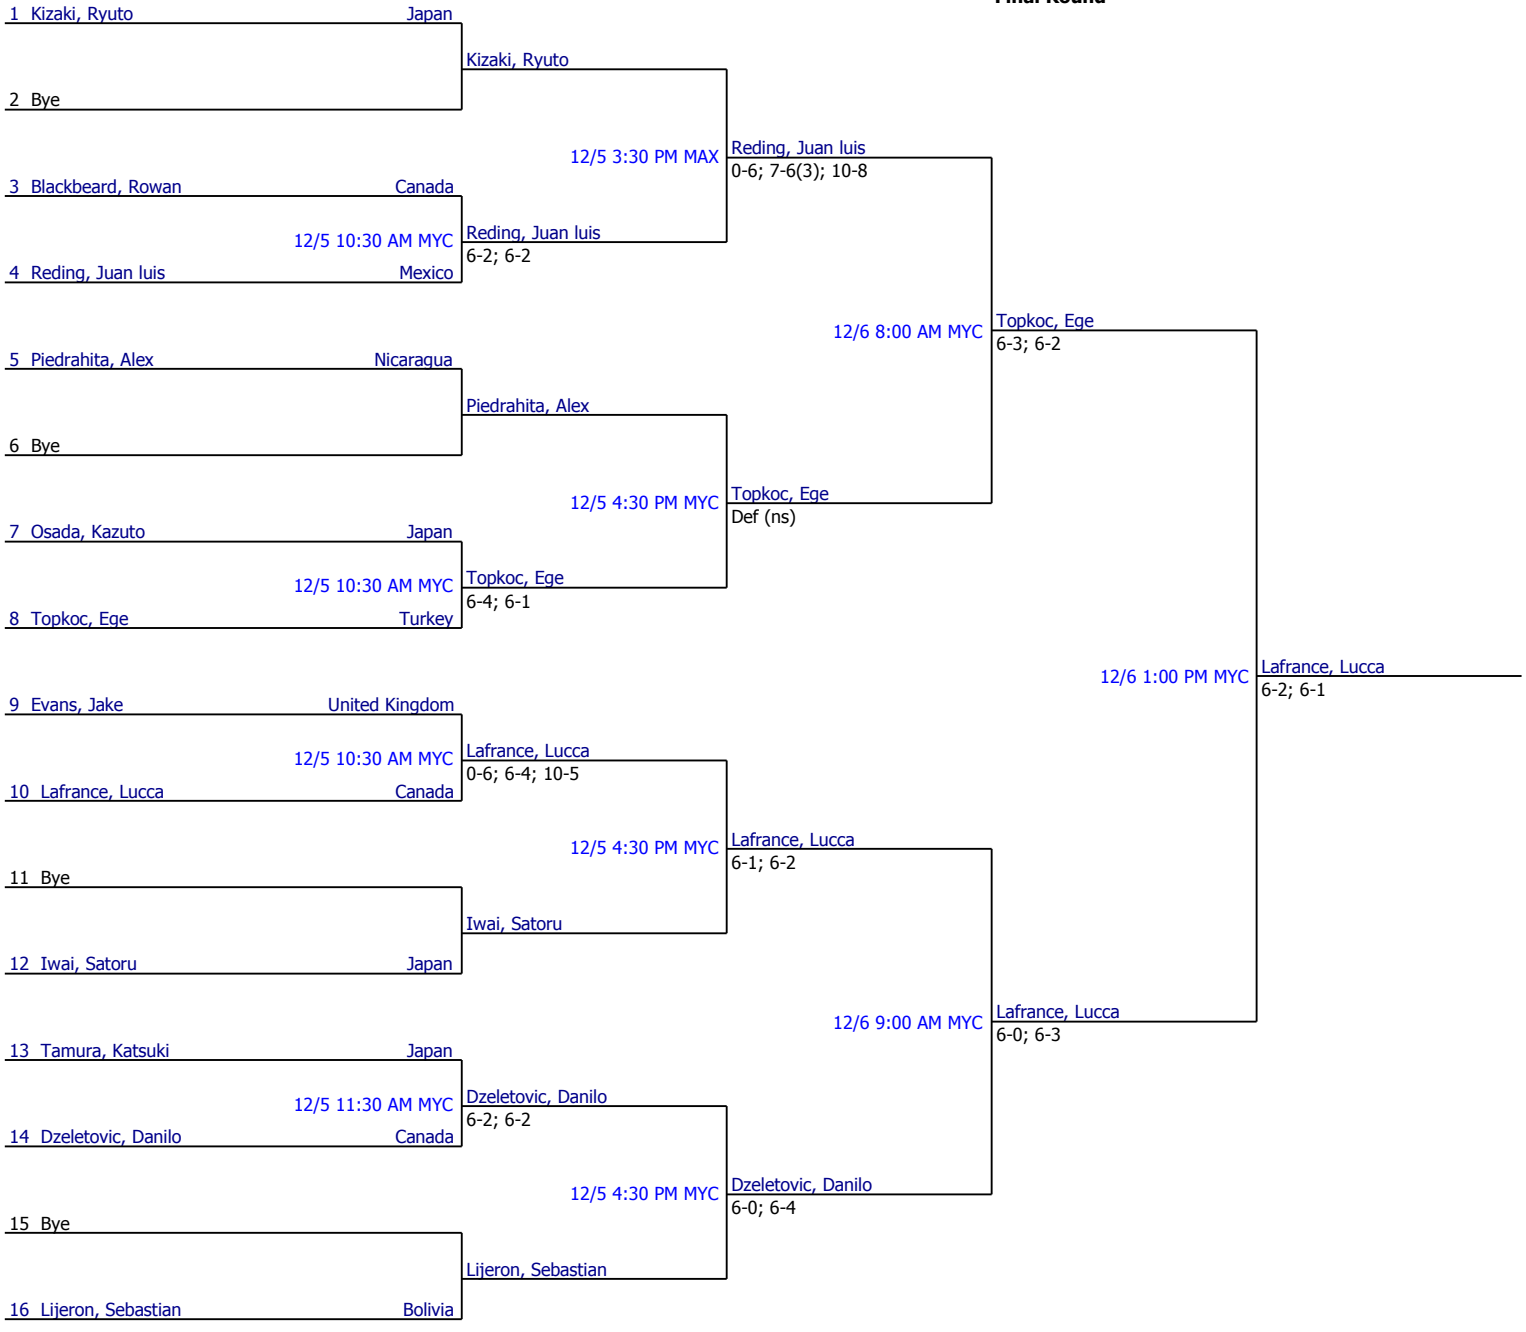 Final Round
1 Kizaki, Ryuto Japan
Kizaki, Ryuto
2 Bye
12/5 3:30 PM MAX Reding, Juan luis
0-6; 7-6(3); 10-8
3 Blackbeard, Rowan Canada
12/5 10:30 AM MYC Reding, Juan luis
6-2; 6-2
4 Reding, Juan luis Mexico
12/6 8:00 AM MYC Topkoc, Ege
6-3; 6-2
5 Piedrahita, Alex Nicaragua
Piedrahita, Alex
6 Bye
12/5 4:30 PM MYC Topkoc, Ege
Def (ns)
7 Osada, Kazuto Japan
12/5 10:30 AM MYC Topkoc, Ege
6-4; 6-1
8 Topkoc, Ege Turkey
12/6 1:00 PM MYC Lafrance, Lucca
6-2; 6-1
9 Evans, Jake United Kingdom
12/5 10:30 AM MYC Lafrance, Lucca
0-6; 6-4; 10-5
10 Lafrance, Lucca Canada
12/5 4:30 PM MYC Lafrance, Lucca
6-1; 6-2
11 Bye
Iwai, Satoru
12 Iwai, Satoru Japan
12/6 9:00 AM MYC Lafrance, Lucca
6-0; 6-3
13 Tamura, Katsuki Japan
12/5 11:30 AM MYC Dzeletovic, Danilo
6-2; 6-2
14 Dzeletovic, Danilo Canada
12/5 4:30 PM MYC Dzeletovic, Danilo
6-0; 6-4
15 Bye
Lijeron, Sebastian
16 Lijeron, Sebastian Bolivia